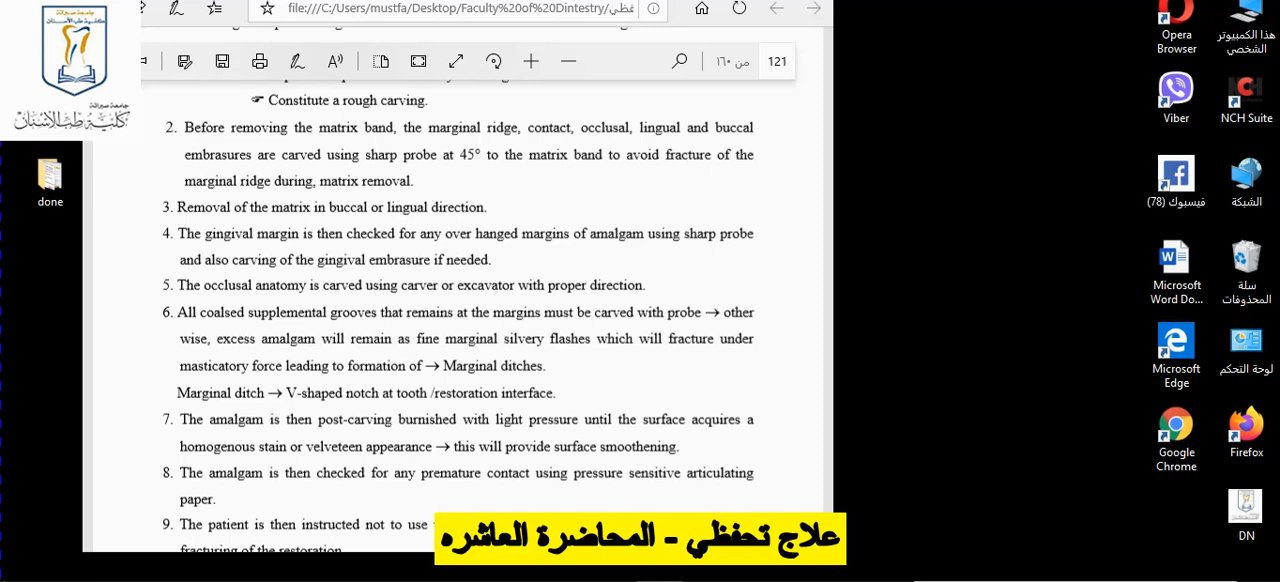 file:///C:/Users/mustfa/Desktop/Faculty%20of%20Dintestry/
121
من ١٦٠
جامعة صبراتة
كلية طب الأسنان
☞ Constitute a rough carving.
2. Before removing the matrix band, the marginal ridge, contact, occlusal, lingual and buccal
embrasures are carved using sharp probe at 45° to the matrix band to avoid fracture of the
marginal ridge during, matrix removal.
3. Removal of the matrix in buccal or lingual direction.
4. The gingival margin is then checked for any over hanged margins of amalgam using sharp probe
and also carving of the gingival embrasure if needed.
5. The occlusal anatomy is carved using carver or excavator with proper direction.
6. All coalsed supplemental grooves that remains at the margins must be carved with probe → other
wise, excess amalgam will remain as fine marginal silvery flashes which will fracture under
masticatory force leading to formation of → Marginal ditches.
Marginal ditch → V-shaped notch at tooth /restoration interface.
7. The amalgam is then post-carving burnished with light pressure until the surface acquires a
homogenous stain or velveteen appearance → this will provide surface smoothening.
8. The amalgam is then checked for any premature contact using pressure sensitive articulating
paper.
9. The patient is then instructed not to use
fracturing of the restoration
علاج تحفظي - المحاضرة العاشره
done
Opera
Browser
هذا الكمبيوتر
الشخصي
Viber
NCH Suite
فيسبوك (78)
الشبكة
Microsoft
Word Do...
سلة
المحذوفات
Microsoft
Edge
لوحة التحكم
Google
Chrome
Firefox
DN